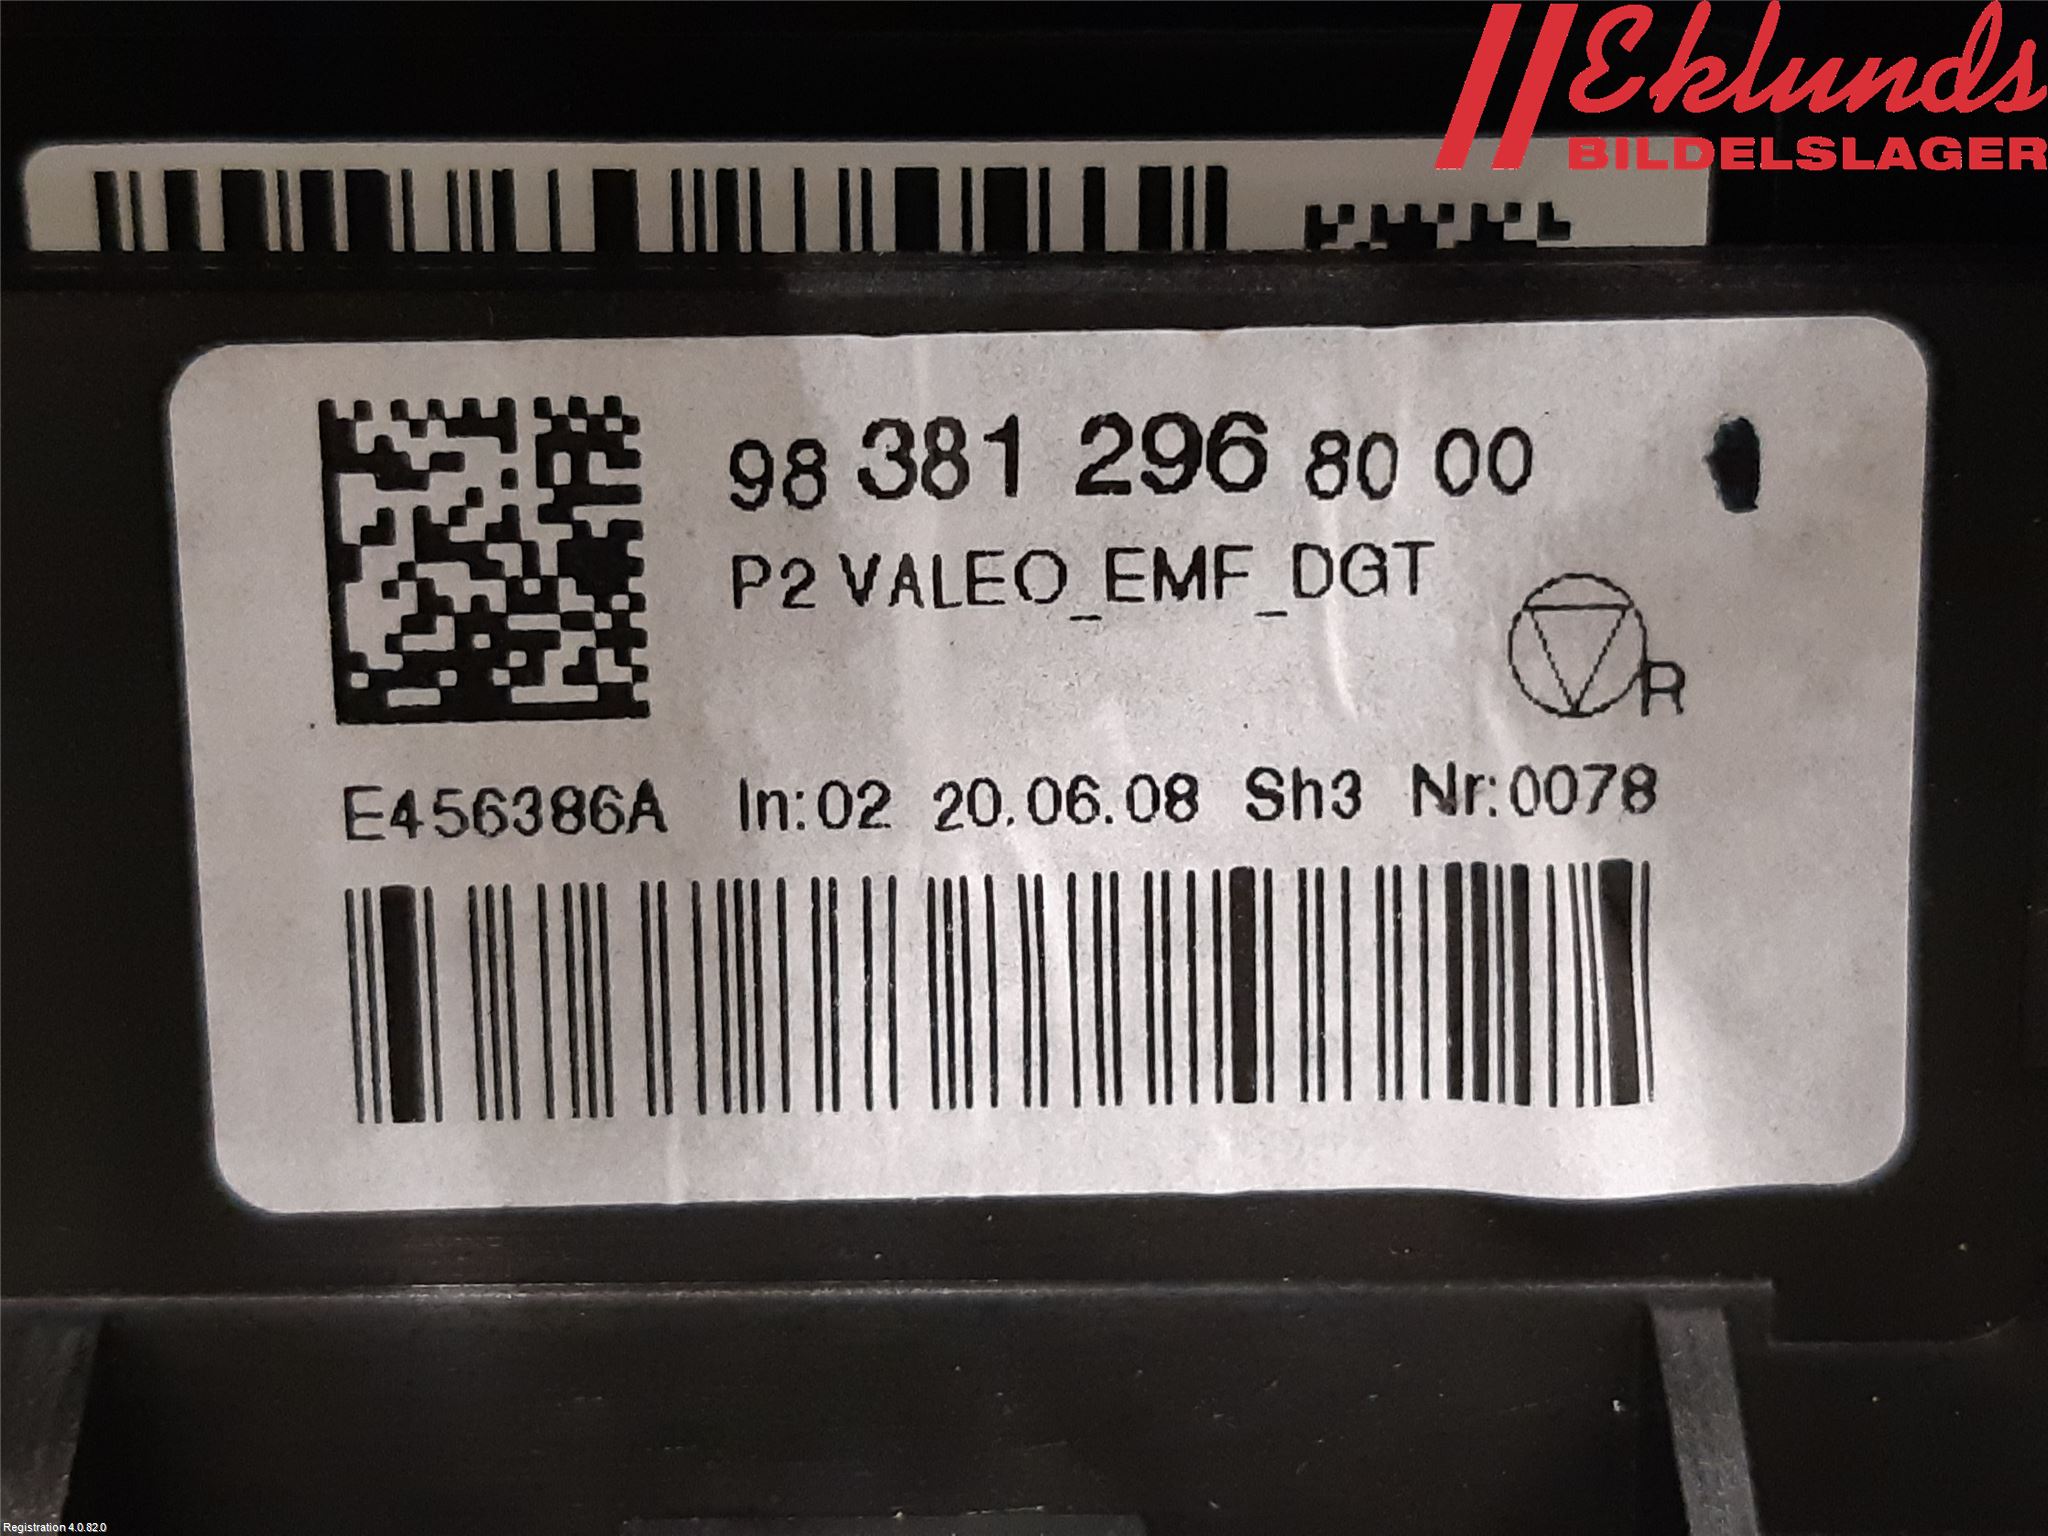 Eklunds
BILDELSLAGER
98 381 296 80 00
P2 VALEO_EMF_DGT
R
E456386A In:02 20.06.08 Sh3 Nr:0078
Registration 4.0.82.0